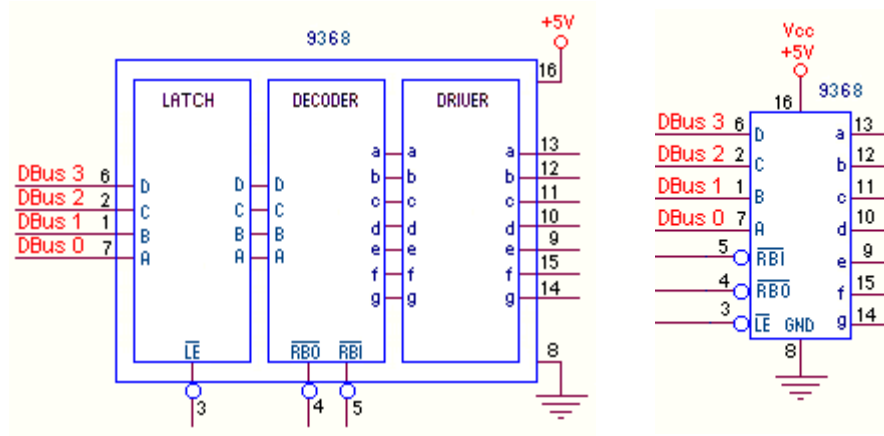 9368
+5V
16
LATCH
DECODER
DRIVER
a a a 13
b b b 12
c c c 11
DBus 3 6 D D D d d d 10
DBus 2 2 C C C e e e 9
DBus 1 1 B B B f f f 15
DBus 0 7 A A A g g g 14
LE RBO RBI 8
3 4 5
Vcc
+5V
16 9368
DBus 3 6 D a 13
DBus 2 2 C b 12
DBus 1 1 B c 11
DBus 0 7 A d 10
5 RBI e 9
4 RBO f 15
3 LE GND g 14
8